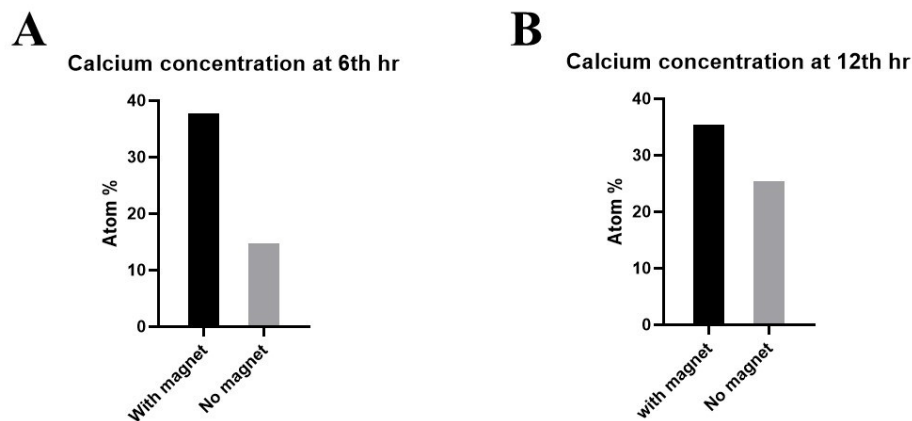 A
Calcium concentration at 6th hr
Atom %
40
30
20
10
0
With magnet
No magnet
B
Calcium concentration at 12th hr
Atom %
40
30
20
10
0
with magnet
No magnet